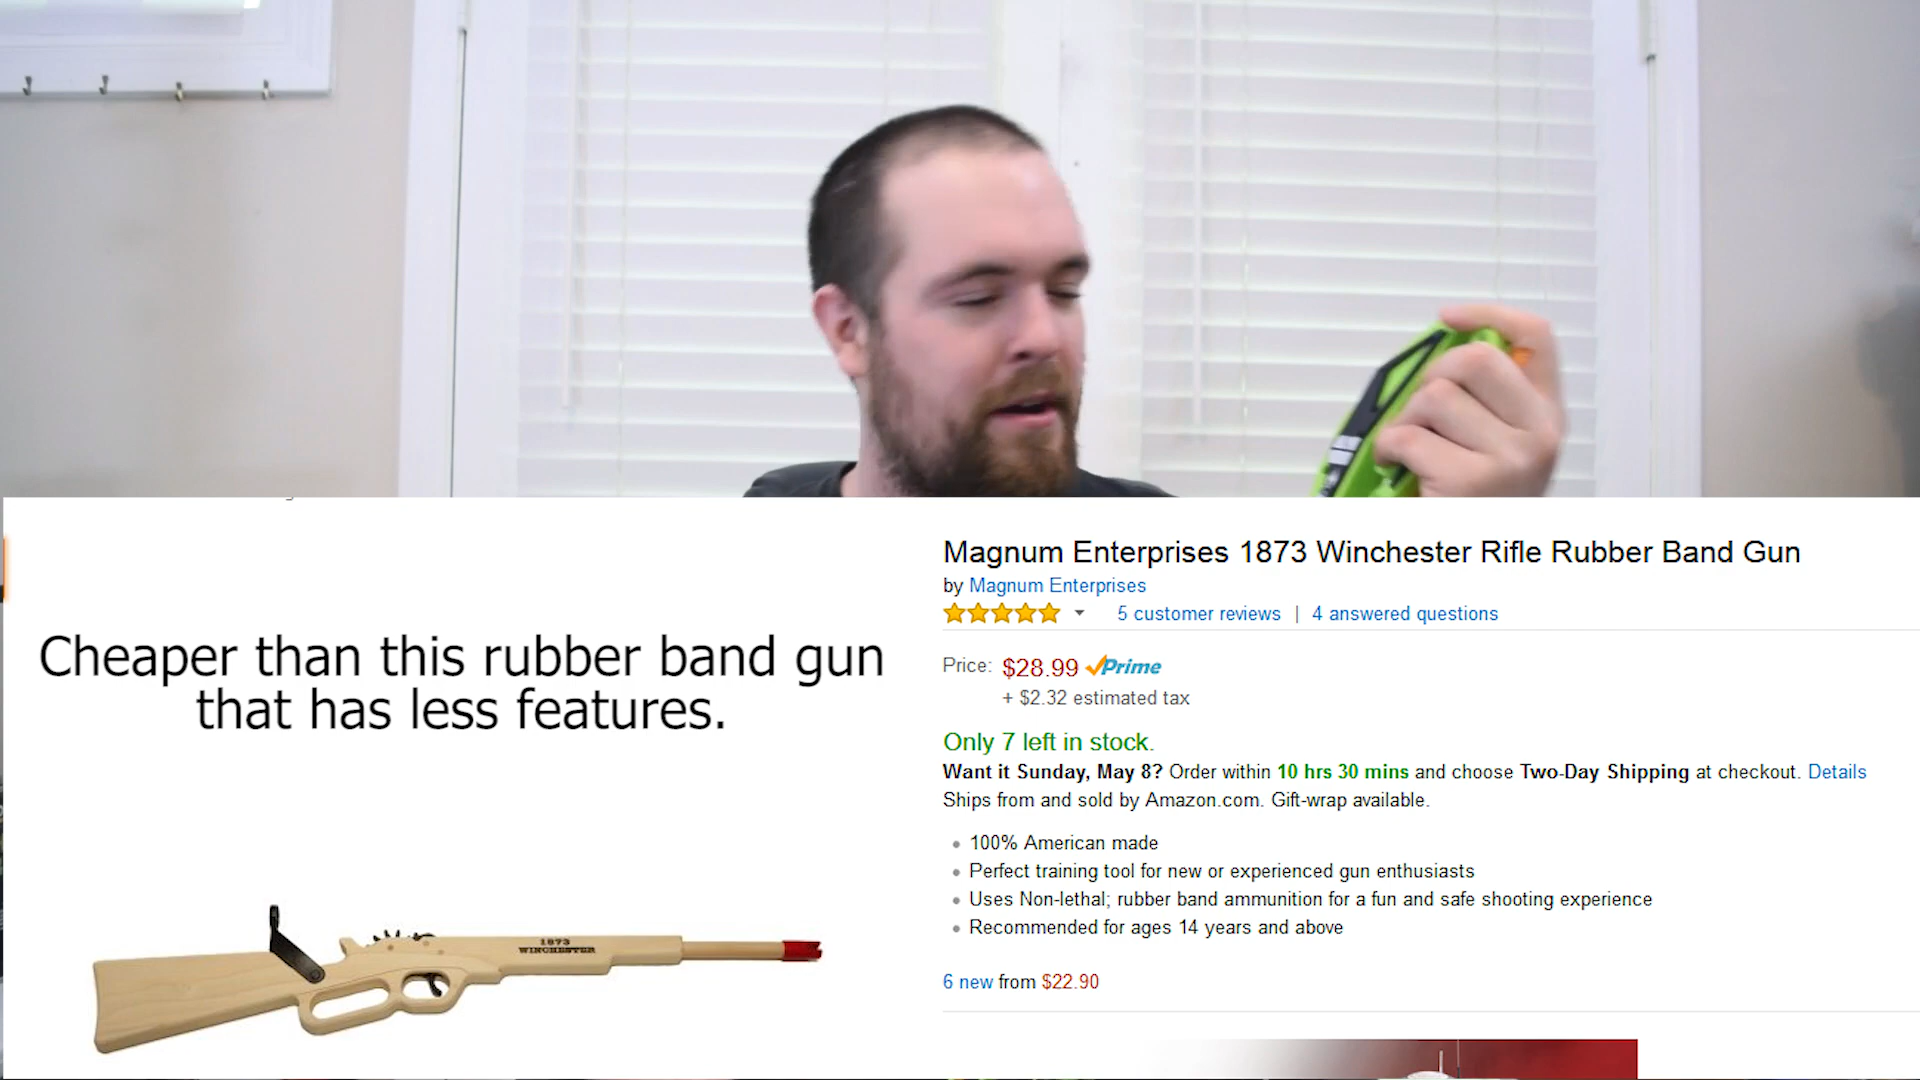 Magnum Enterprises 1873 Winchester Rifle Rubber Band Gun
by Magnum Enterprises
5 customer reviews | 4 answered questions
Cheaper than this rubber band gun
that has less features.
Price: $28.99 Prime
+ $2.32 estimated tax
Only 7 left in stock.
Want it Sunday, May 8? Order within 10 hrs 30 mins and choose Two-Day Shipping at checkout. Details
Ships from and sold by Amazon.com. Gift-wrap available.
• 100% American made
• Perfect training tool for new or experienced gun enthusiasts
• Uses Non-lethal; rubber band ammunition for a fun and safe shooting experience
• Recommended for ages 14 years and above
1873
WINCHESTER
6 new from $22.90